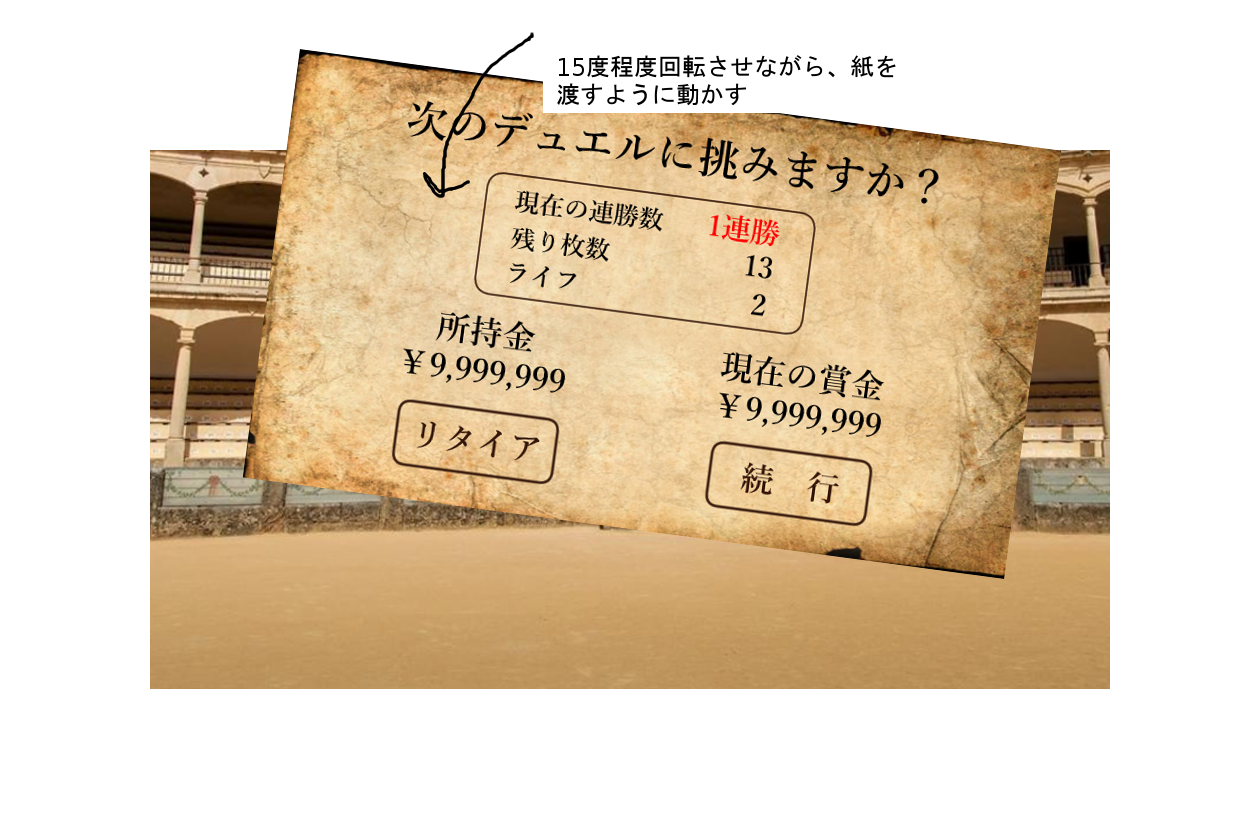 15度程度回転させながら、紙を
渡すように動かす
次のデュエルに挑みますか？
現在の連勝数 1連勝
残り枚数 13
ライフ 2
所持金
￥9,999,999
現在の賞金
￥9,999,999
リタイア
続　行